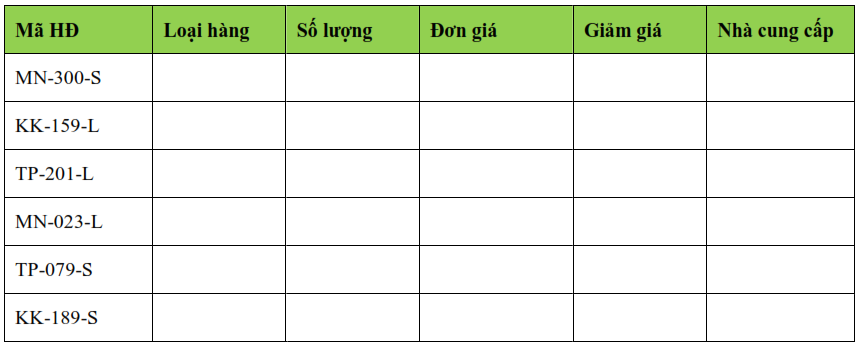 Mã HĐ Loại hàng Số lượng Đơn giá Giảm giá Nhà cung cấp
MN-300-S
KK-159-L
TP-201-L
MN-023-L
TP-079-S
KK-189-S